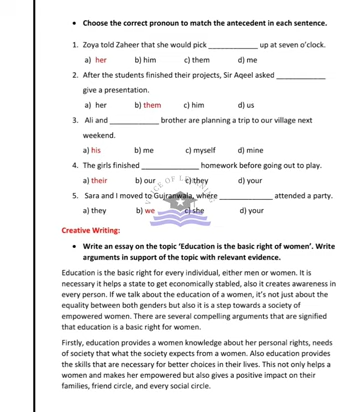 • Choose the correct pronoun to match the antecedent in each sentence.
1. Zoya told Zaheer that she would pick ____________ up at seven o'clock.
a) her b) him c) them d) me
2. After the students finished their projects, Sir Aqeel asked ____________
give a presentation.
a) her b) them c) him d) us
3. Ali and ____________ brother are planning a trip to our village next
weekend.
a) his b) me c) myself d) mine
4. The girls finished ______________ homework before going out to play.
a) their b) our c) they d) your
5. Sara and I moved to Gujranwala, where _____________ attended a party.
a) they b) we c) she d) your
Creative Writing:
• Write an essay on the topic 'Education is the basic right of women'. Write
arguments in support of the topic with relevant evidence.
Education is the basic right for every individual, either men or women. It is
necessary it helps a state to get economically stabled, also it creates awareness in
every person. If we talk about the education of a women, it's not just about the
equality between both genders but also it is a step towards a society of
empowered women. There are several compelling arguments that are signified
that education is a basic right for women.
Firstly, education provides a women knowledge about her personal rights, needs
of society that what the society expects from a women. Also education provides
the skills that are necessary for better choices in their lives. This not only helps a
women and makes her empowered but also gives a positive impact on their
families, friend circle, and every social circle.